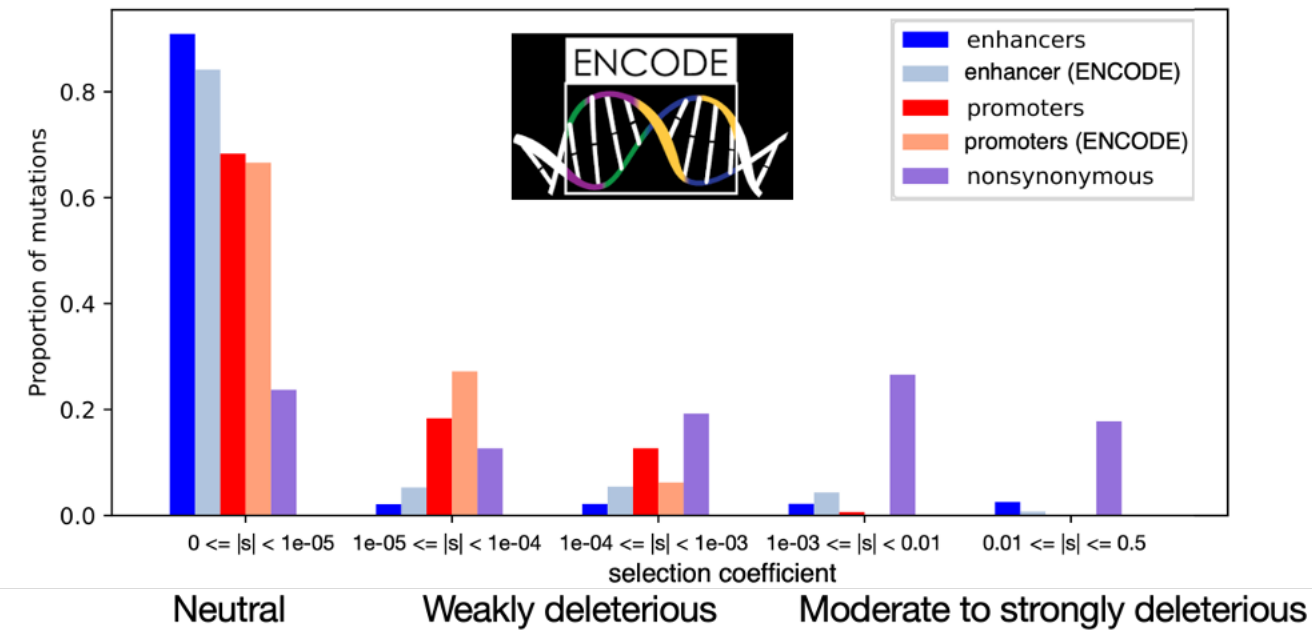 ENCODE
enhancers
enhancer (ENCODE)
promoters
promoters (ENCODE)
nonsynonymous
Proportion of mutations
0.8
0.6
0.4
0.2
0.0
0 <= |s| < 1e-05 1e-05 <= |s| < 1e-04 1e-04 <= |s| < 1e-03 1e-03 <= |s| < 0.01 0.01 <= |s| <= 0.5
selection coefficient
Neutral Weakly deleterious Moderate to strongly deleterious